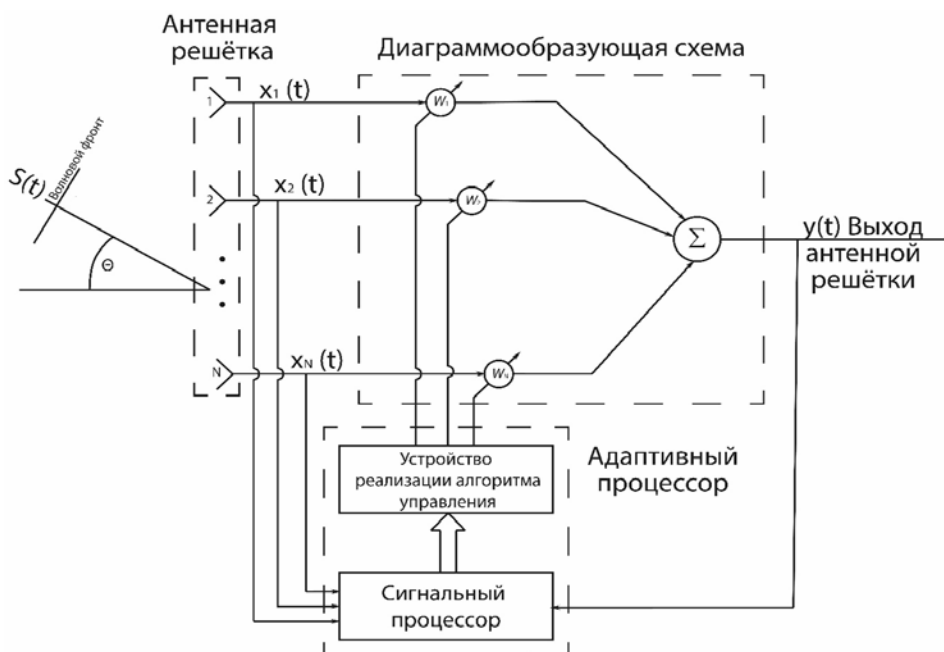 Антенная
решётка
Диаграммообразующая схема
1
x₁ (t)
W₁
S(t)
Волновой фронт
Θ
2
x₂ (t)
W₂
Σ
y(t) Выход
антенной
решётки
N
xN (t)
WN
Устройство
реализации алгоритма
управления
Адаптивный
процессор
Сигнальный
процессор